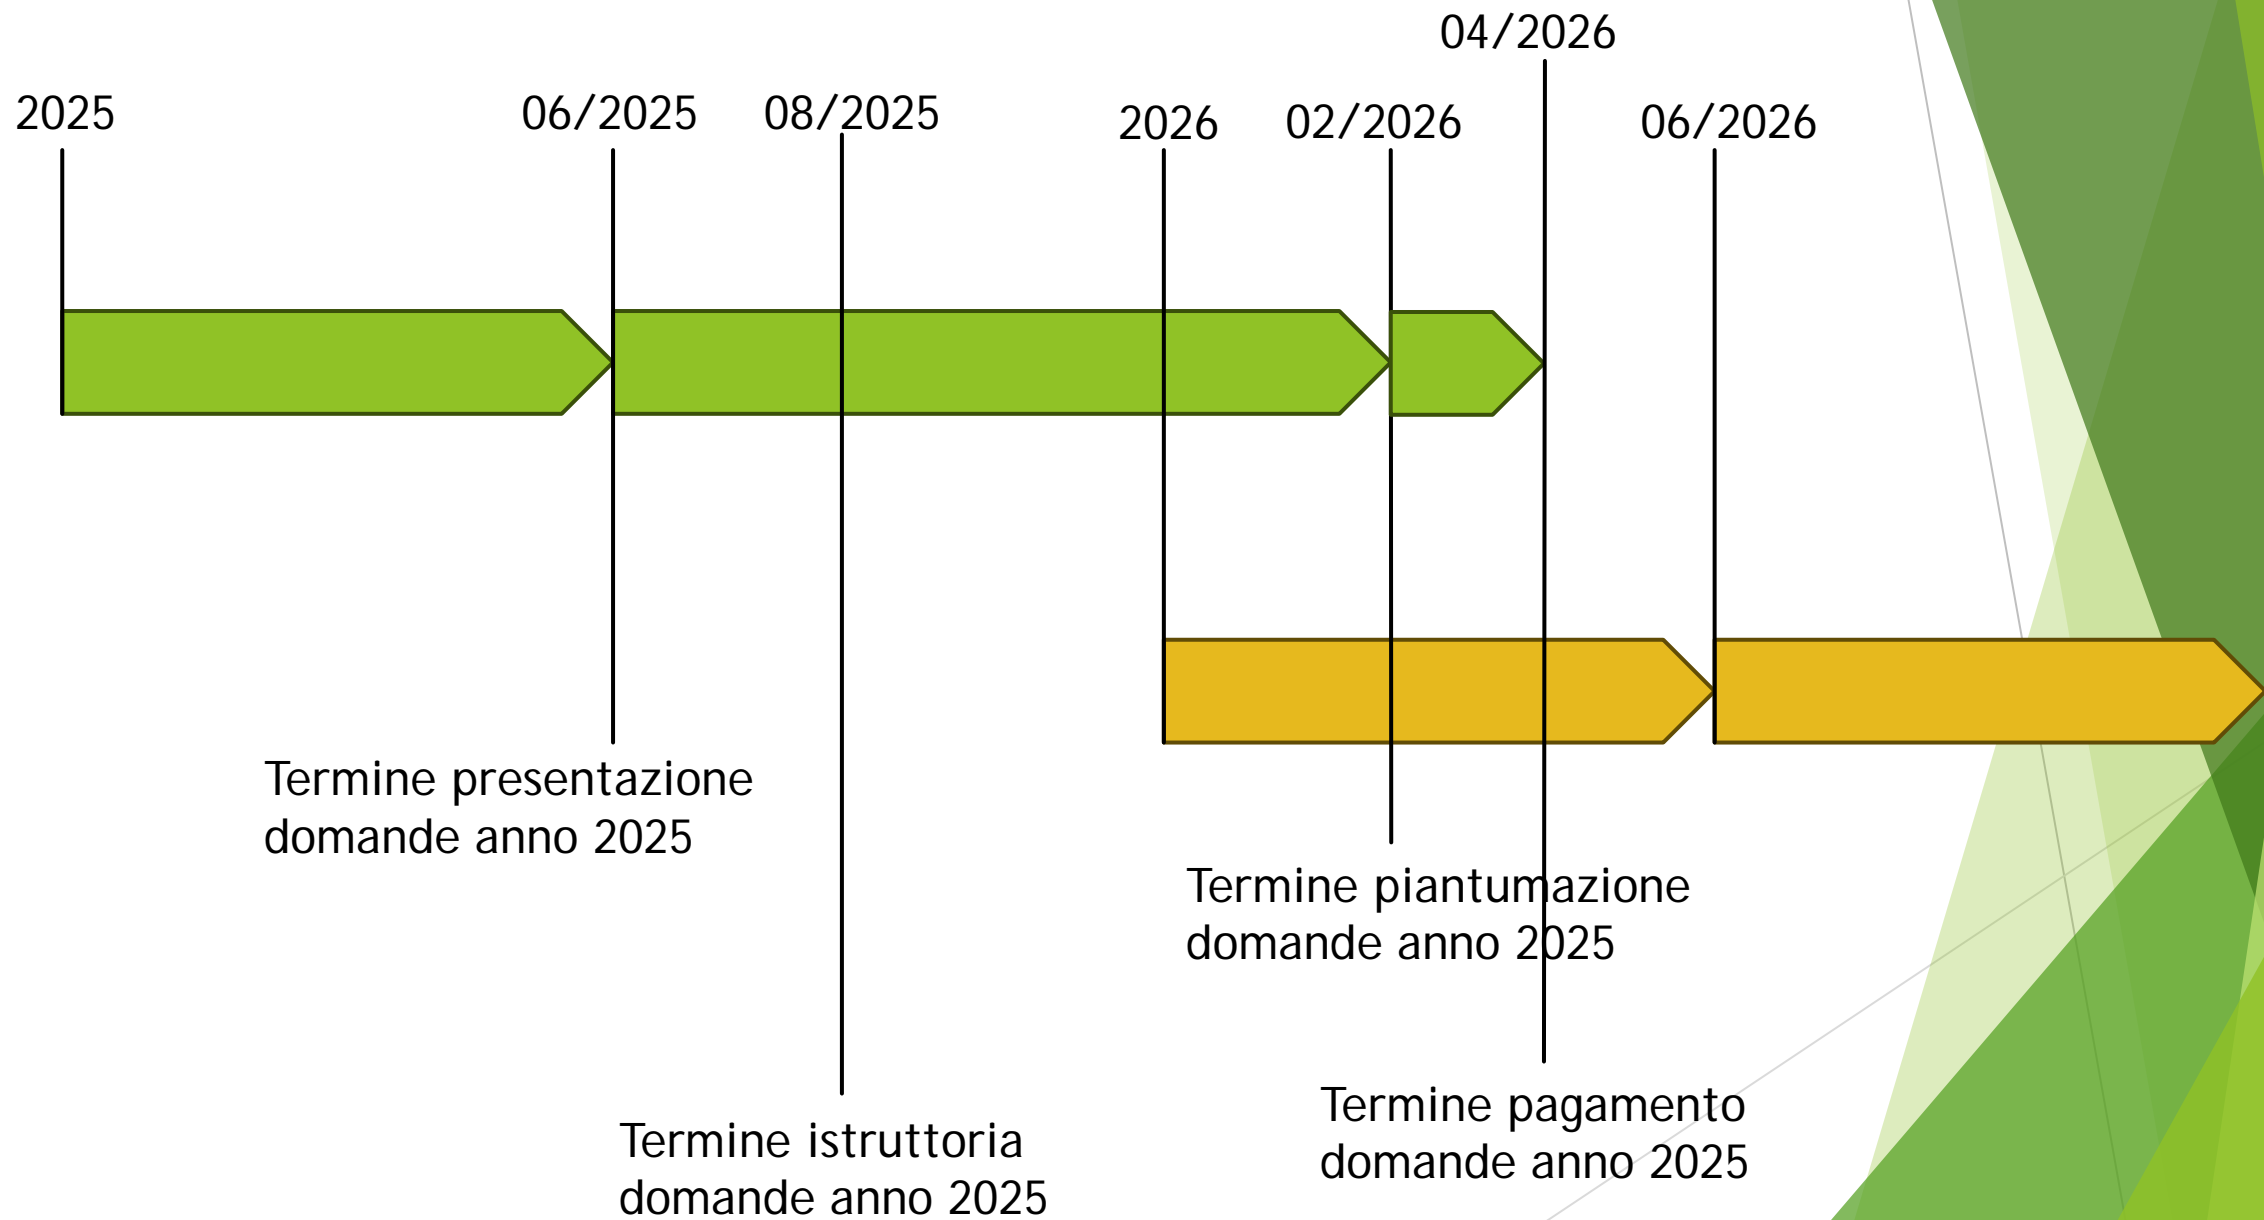 04/2026
2025
06/2025
08/2025
2026
02/2026
06/2026
Termine presentazione
domande anno 2025
Termine piantumazione
domande anno 2025
Termine pagamento
domande anno 2025
Termine istruttoria
domande anno 2025